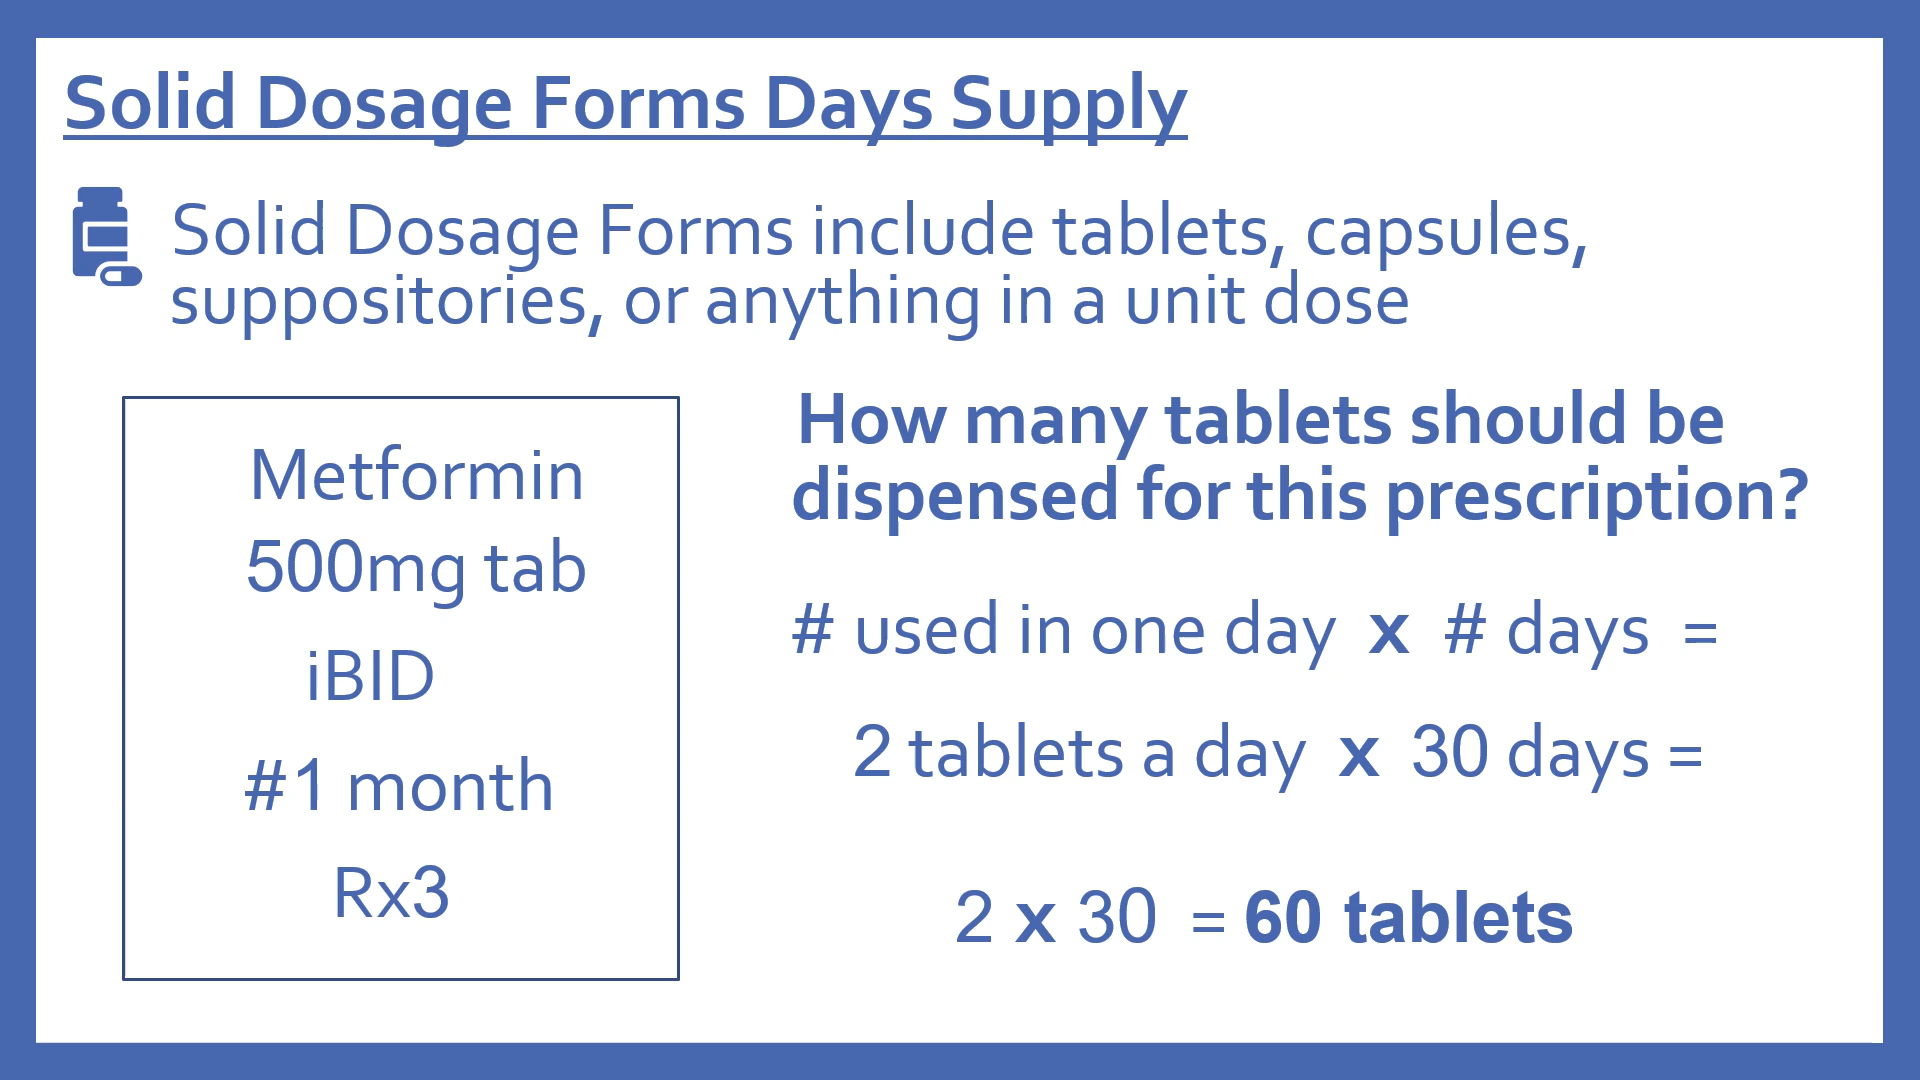 Solid Dosage Forms Days Supply
Solid Dosage Forms include tablets, capsules,
suppositories, or anything in a unit dose
Metformin
500mg tab
iBID
#1 month
Rx3
How many tablets should be
dispensed for this prescription?
# used in one day x # days =
2 tablets a day x 30 days =
2 x 30 = 60 tablets